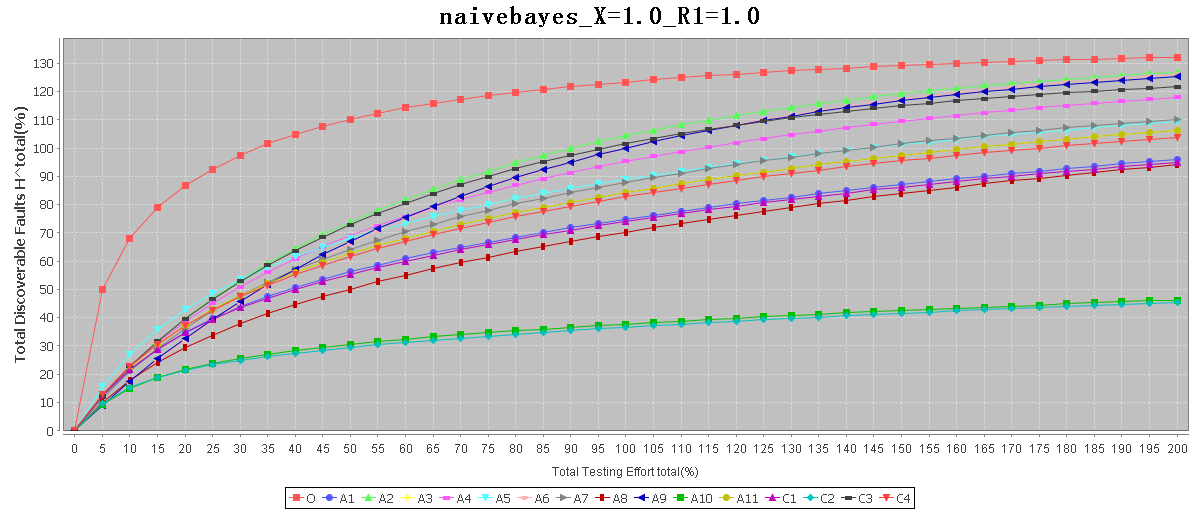 naivebayes_X=1.0_R1=1.0
Total Discoverable Faults H^total(%)
130
120
110
100
90
80
70
60
50
40
30
20
10
0
0 5 10 15 20 25 30 35 40 45 50 55 60 65 70 75 80 85 90 95 100 105 110 115 120 125 130 135 140 145 150 155 160 165 170 175 180 185 190 195 200
Total Testing Effort total(%)
O A1 A2 A3 A4 A5 A6 A7 A8 A9 A10 A11 C1 C2 C3 C4